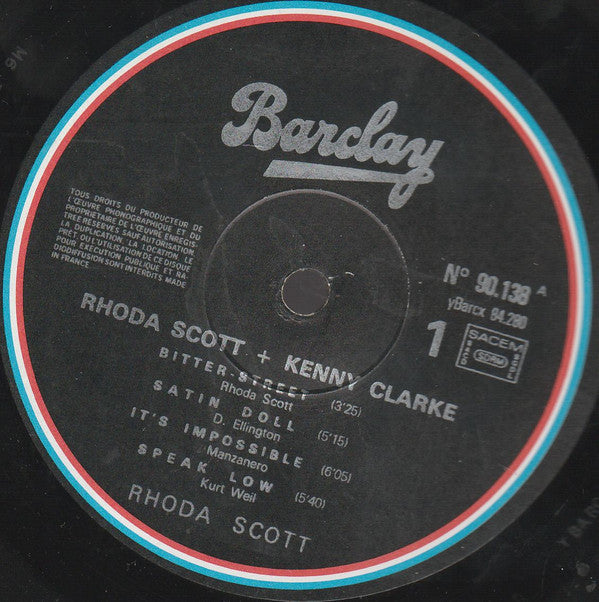 Barclay
TOUS DROITS DU PRODUCTEUR DE
L'ŒUVRE PHONOGRAPHIQUE ET DU
PROPRIETAIRE DE L'ŒUVRE ENREGIS-
TREE RESERVES SAUF AUTORISATION,
LA DUPLICATION, LA LOCATION, LE
PRÊT, OU L'UTILISATION DE CE DISQUE
POUR EXECUTION PUBLIQUE ET RA-
DIODIFFUSION SONT INTERDITS MADE
IN FRANCE
N° 90.138 A
yBarcx 84.280
1
SACEM
SDRM
RHODA SCOTT + KENNY CLARKE
BITTER STREET (3'25)
Rhoda Scott
SATIN DOLL (5'15)
D. Ellington
IT'S IMPOSSIBLE (6'05)
Manzanero
SPEAK LOW (5'40)
Kurt Weil
RHODA SCOTT